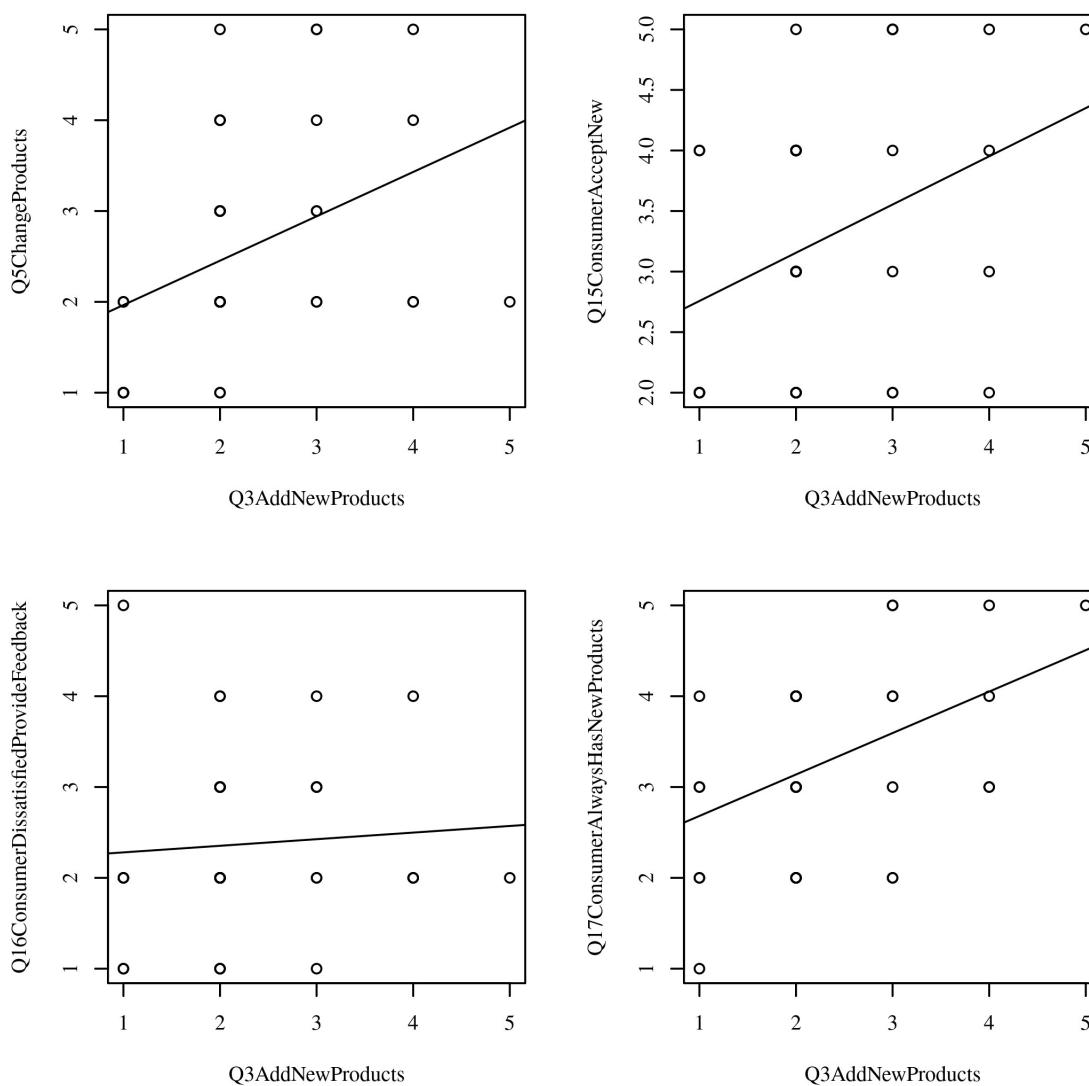 Q5ChangeProducts
5
4
3
2
1
1 2 3 4 5
Q3AddNewProducts
Q15ConsumerAcceptNew
5.0
4.5
4.0
3.5
3.0
2.5
2.0
1 2 3 4 5
Q3AddNewProducts
Q16ConsumerDissatisfiedProvideFeedback
5
4
3
2
1
1 2 3 4 5
Q3AddNewProducts
Q17ConsumerAlwaysHasNewProducts
5
4
3
2
1
1 2 3 4 5
Q3AddNewProducts